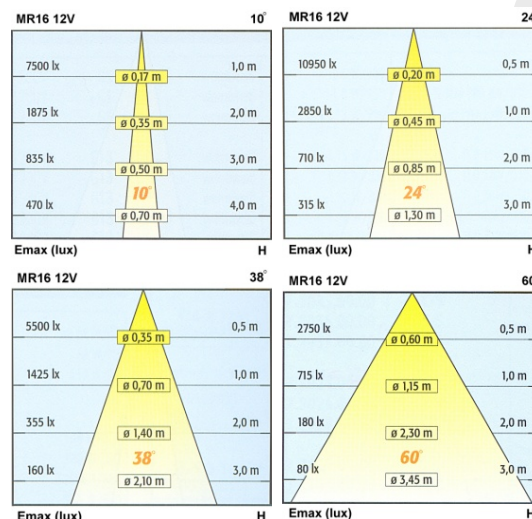 MR16 12V 10°
7500 lx ø 0,17 m 1,0 m
1875 lx ø 0,35 m 2,0 m
835 lx ø 0,50 m 3,0 m
10°
470 lx ø 0,70 m 4,0 m
Emax (lux) H
MR16 12V 24
10950 lx ø 0,20 m 0,5 m
2850 lx ø 0,45 m 1,0 m
710 lx ø 0,85 m 2,0 m
24°
315 lx ø 1,30 m 3,0 m
Emax (lux) H
MR16 12V 38°
5500 lx ø 0,35 m 0,5 m
1425 lx ø 0,70 m 1,0 m
355 lx ø 1,40 m 2,0 m
38°
160 lx ø 2,10 m 3,0 m
Emax (lux) H
MR16 12V 60
2750 lx ø 0,60 m 0,5 m
715 lx ø 1,15 m 1,0 m
180 lx ø 2,30 m 2,0 m
60°
80 lx ø 3,45 m 3,0 m
Emax (lux) H